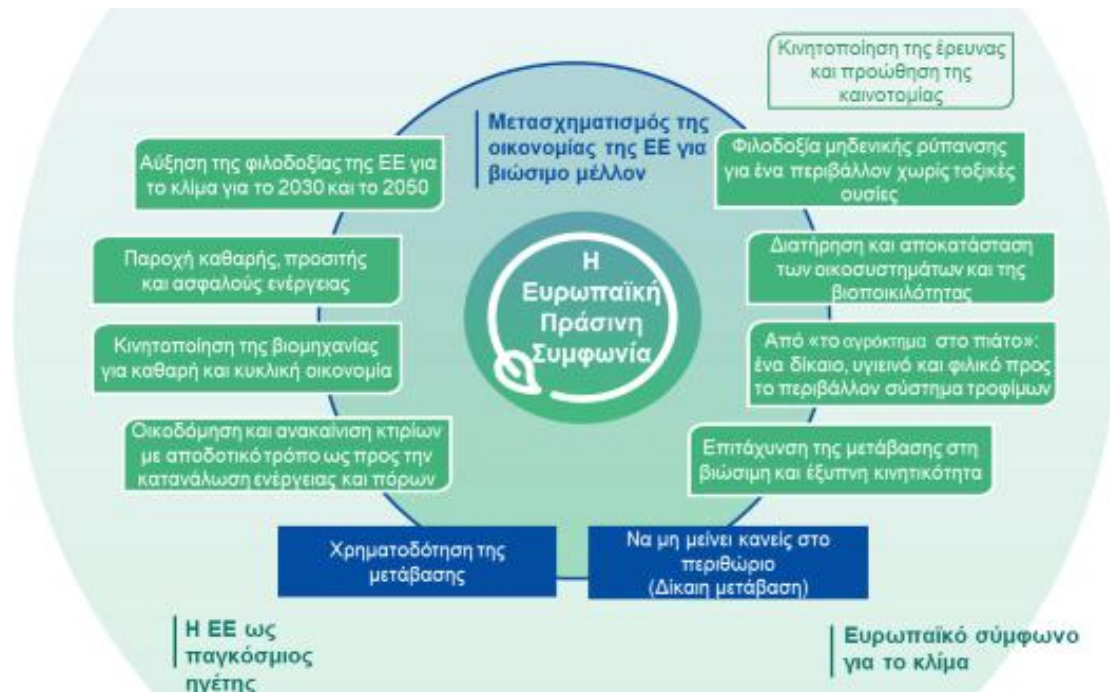 Κινητοποίηση της έρευνας
και προώθηση της
καινοτομίας
Μετασχηματισμός της
οικονομίας της ΕΕ για
βιώσιμο μέλλον
Αύξηση της φιλοδοξίας της ΕΕ για
το κλίμα για το 2030 και το 2050
Φιλοδοξία μηδενικής ρύπανσης
για ένα περιβάλλον χωρίς τοξικές
ουσίες
Παροχή καθαρής, προσιτής
και ασφαλούς ενέργειας
Διατήρηση και αποκατάσταση
των οικοσυστημάτων και της
βιοποικιλότητας
Η
Ευρωπαϊκή
Πράσινη
Συμφωνία
Κινητοποίηση της βιομηχανίας
για καθαρή και κυκλική οικονομία
Από «το αγρόκτημα στο πιάτο»:
ένα δίκαιο, υγιεινό και φιλικό προς
το περιβάλλον σύστημα τροφίμων
Οικοδόμηση και ανακαίνιση κτιρίων
με αποδοτικό τρόπο ως προς την
κατανάλωση ενέργειας και πόρων
Επιτάχυνση της μετάβασης στη
βιώσιμη και έξυπνη κινητικότητα
Χρηματοδότηση της
μετάβασης
Να μη μείνει κανείς στο
περιθώριο
(Δίκαιη μετάβαση)
Η ΕΕ ως
παγκόσμιος
ηγέτης
Ευρωπαϊκό σύμφωνο
για το κλίμα